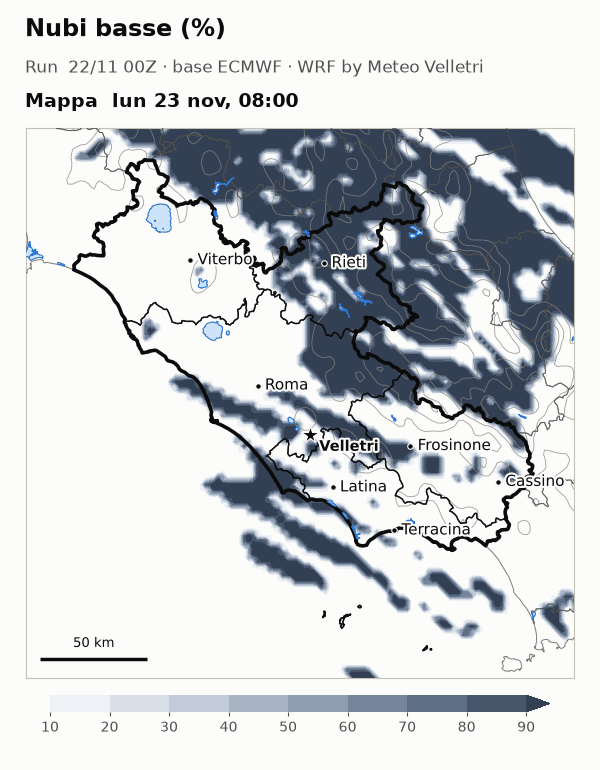 Nubi basse (%)
Run  22/11 00Z · base ECMWF · WRF by Meteo Velletri
Mappa  lun 23 nov, 08:00
Viterbo
Rieti
Roma
Velletri
Frosinone
Cassino
Latina
Terracina
50 km
10 20 30 40 50 60 70 80 90